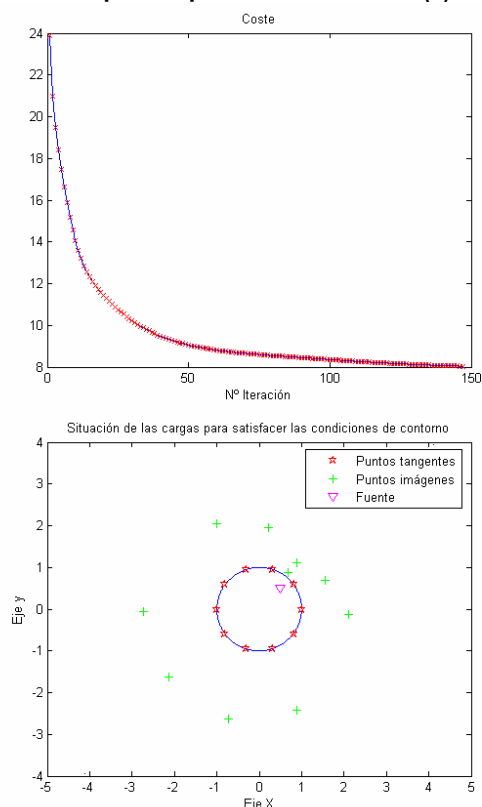 Coste
24
22
20
18
16
14
12
10
8
0 50 100 150
Nº Iteración
Situación de las cargas para satisfacer las condiciones de contorno
4
3
2
1
0
-1
-2
-3
-4
Eje y
Puntos tangentes
Puntos imágenes
Fuente
-5 -4 -3 -2 -1 0 1 2 3 4 5
Eje X